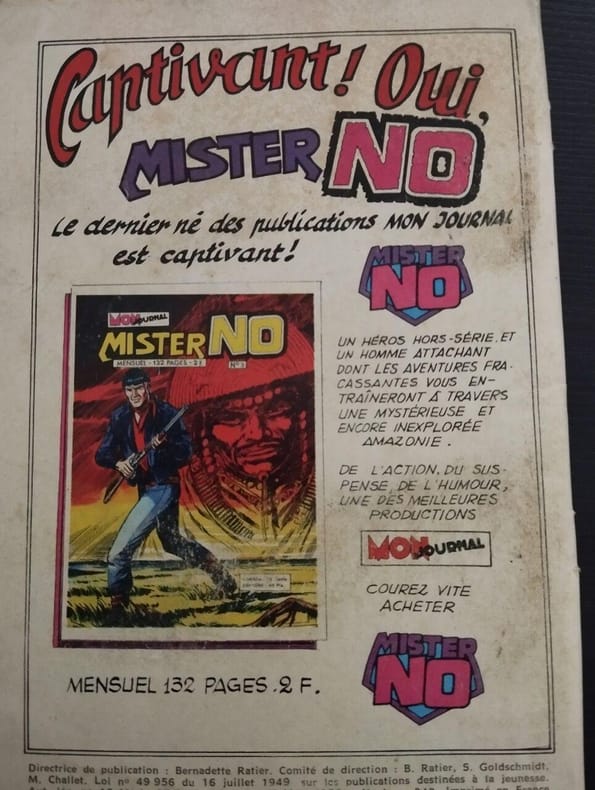 Captivant! Oui,
MISTER NO
Le dernier né des publications MON JOURNAL
est captivant!
MISTER
NO
MON JOURNAL
MISTER NO
MENSUEL - 132 PAGES - 2F
N°3
UN HÉROS HORS-SÉRIE, ET
UN HOMME ATTACHANT
DONT LES AVENTURES FRA-
CASSANTES VOUS EN-
TRAÎNERONT À TRAVERS
UNE MYSTÉRIEUSE ET
ENCORE INEXPLORÉE
AMAZONIE.
DE L'ACTION, DU SUS-
PENSE, DE L'HUMOUR,
UNE DES MEILLEURES
PRODUCTIONS
MON JOURNAL
COUREZ VITE
ACHETER
MISTER
NO
MENSUEL 132 PAGES.2 F.
Directrice de publication : Bernadette Ratier. Comité de direction : B. Ratier, S. Goldschmidt,
M. Challet. Loi n° 49 956 du 16 juillet 1949 sur les publications destinées à la jeunesse.